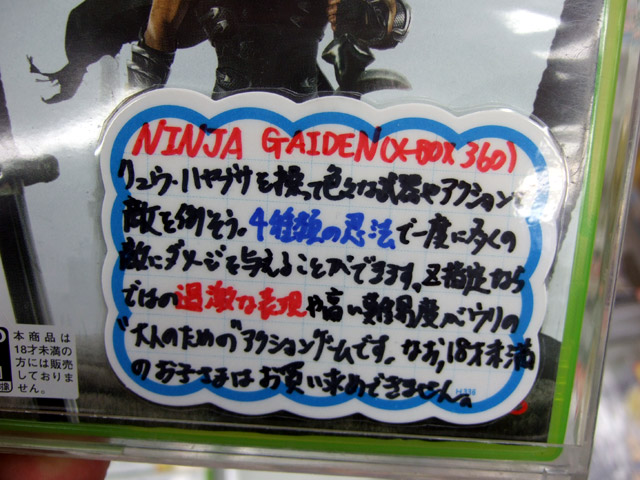 NINJA GAIDEN(X-BOX 360)
リュウ・ハヤブサを操って色々な武器やアクションで
敵を倒そう。4種類の忍法で一度に多くの
敵にダメージを与えることができます。Z指定なら
ではの過激な表現や高い難易度がウリの
"大人のための"アクションゲームです。なお、18才未満
のお子さまはお買い求めできません。
本商品は
18才未満の
方には販売
しておりま
せん。
H336